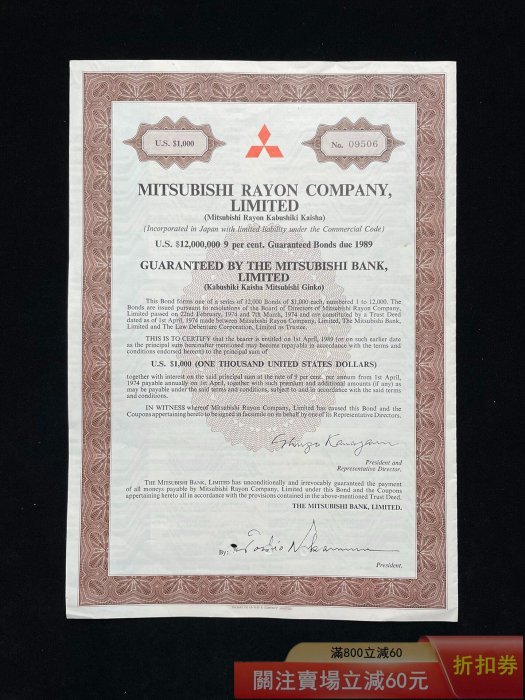 U.S. $1,000
No. 09506
MITSUBISHI RAYON COMPANY,
LIMITED
(Mitsubishi Rayon Kabushiki Kaisha)
(Incorporated in Japan with limited liability under the Commercial Code)
U.S. $12,000,000 9 per cent. Guaranteed Bonds due 1989
GUARANTEED BY THE MITSUBISHI BANK,
LIMITED
(Kabushiki Kaisha Mitsubishi Ginko)
This Bond forms one of a series of 12,000 Bonds of $1,000 each, numbered 1 to 12,000. The
Bonds are issued pursuant to resolutions of the Board of Directors of Mitsubishi Rayon Company,
Limited passed on 22nd February, 1974 and 7th March, 1974 and are constituted by a Trust Deed
dated as of 1st April, 1974 made between Mitsubishi Rayon Company, Limited, The Mitsubishi Bank,
Limited and The Law Debenture Corporation, Limited as Trustee.
THIS IS TO CERTIFY that the bearer is entitled on 1st April, 1989 (or on such earlier date
as the principal sum hereinafter mentioned may become repayable in accordance with the terms and
conditions endorsed hereon) to the principal sum of
U.S. $1,000 (ONE THOUSAND UNITED STATES DOLLARS)
together with interest on the said principal sum at the rate of 9 per cent. per annum from 1st April,
1974 payable annually on 1st April, together with such premium and additional amounts (if any) as
may be payable under the said terms and conditions, subject to and in accordance with the said terms
and conditions.
IN WITNESS whereof Mitsubishi Rayon Company, Limited has caused this Bond and the
Coupons appertaining hereto to be signed in facsimile on its behalf by one of its Representative Directors.
President and
Representative Director.
THE MITSUBISHI BANK, LIMITED has unconditionally and irrevocably guaranteed the payment
of all moneys payable by Mitsubishi Rayon Company, Limited under this Bond and the Coupons
appertaining hereto all in accordance with the provisions contained in the above-mentioned Trust Deed.
THE MITSUBISHI BANK, LIMITED.
By:
President.
滿800立減60
關注賣場立減60元
折扣券